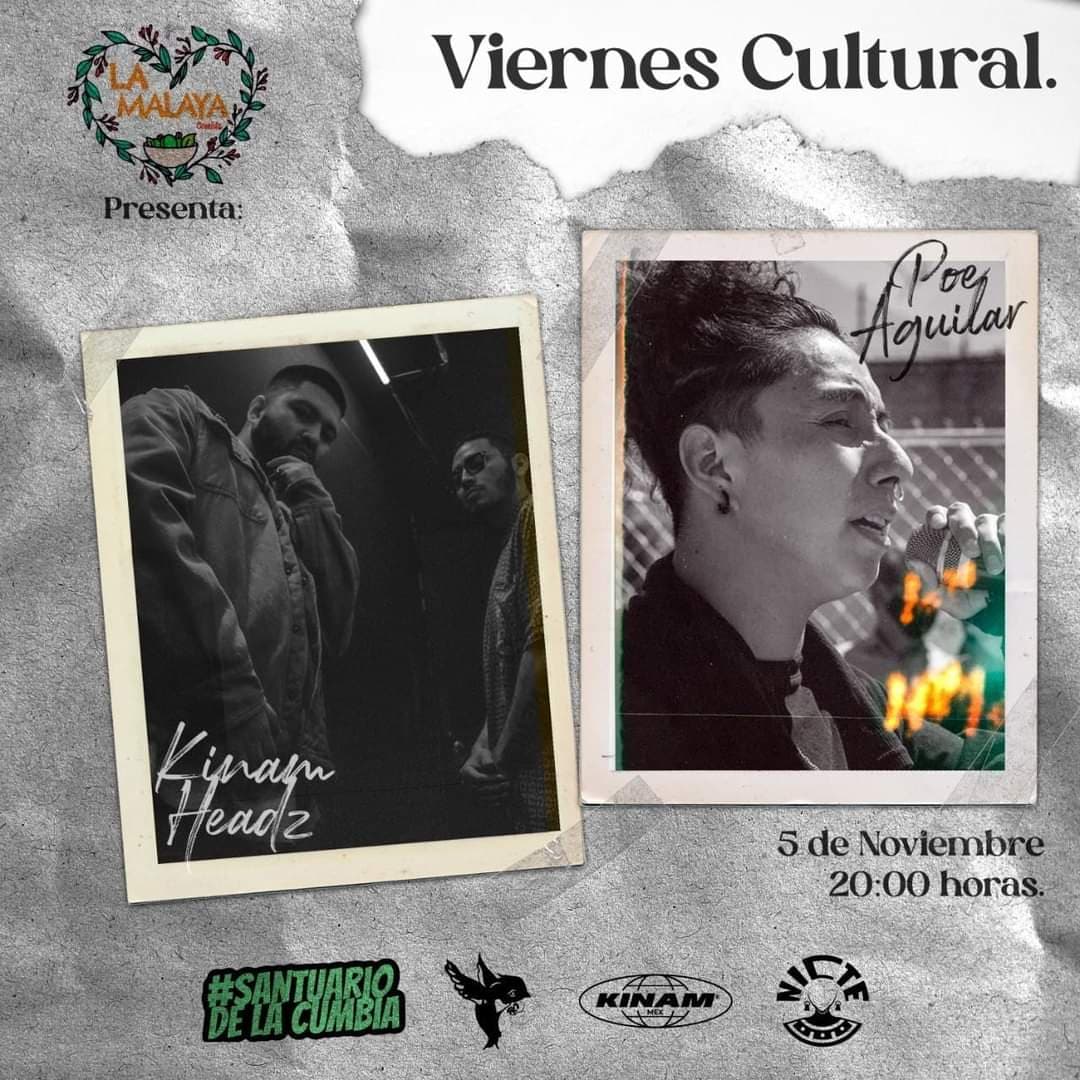 LA
MALAYA
Comida
Presenta:
Viernes Cultural.
Poe
Aguilar
Kinam
Headz
5 de Noviembre
20:00 horas.
#SANTUARIO
DE LA CUMBIA
KINAM
MEX
NICTE